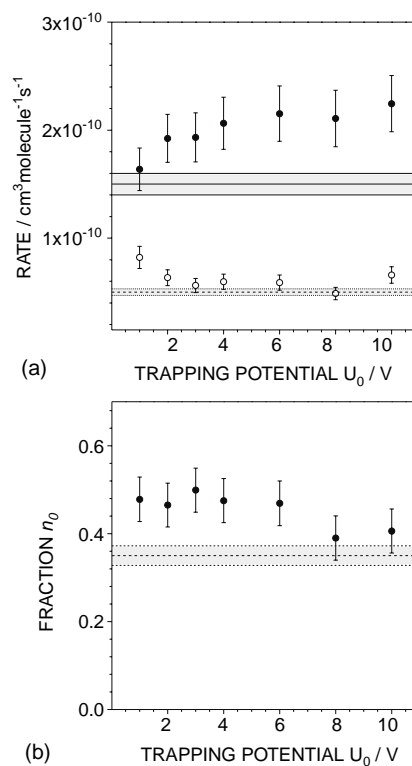 3x10⁻¹⁰
2x10⁻¹⁰
1x10⁻¹⁰
RATE / cm³molecule⁻¹s⁻¹
2 4 6 8 10
(a)
TRAPPING POTENTIAL U₀ / V
0.6
0.4
0.2
0.0
FRACTION n₀
2 4 6 8 10
(b)
TRAPPING POTENTIAL U₀ / V